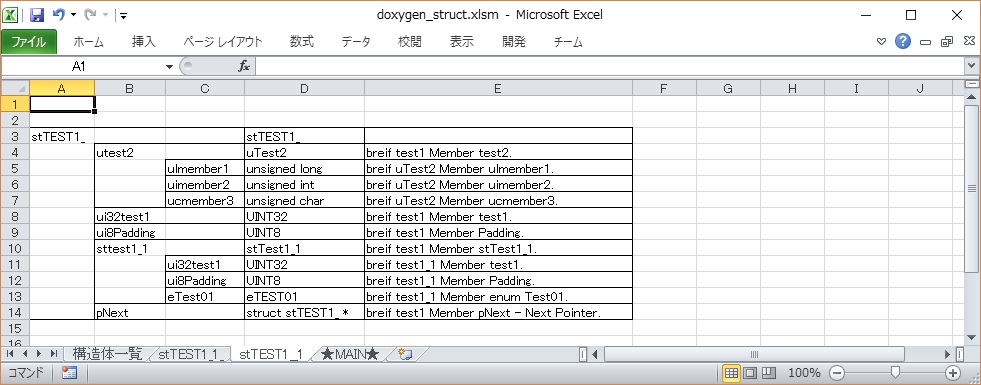 doxygen_struct.xlsm - Microsoft Excel
ファイル ホーム 挿入 ページ レイアウト 数式 データ 校閲 表示 開発 チーム
A1 fx
A B C D E F G H I J
1
2
3 stTEST1_ stTEST1_
4 utest2 uTest2 breif test1 Member test2.
5 ulmember1 unsigned long breif uTest2 Member ulmember1.
6 uimember2 unsigned int breif uTest2 Member uimember2.
7 ucmember3 unsigned char breif uTest2 Member ucmember3.
8 ui32test1 UINT32 breif test1 Member test1.
9 ui8Padding UINT8 breif test1 Member Padding.
10 sttest1_1 stTest1_1 breif test1 Member stTest1_1.
11 ui32test1 UINT32 breif test1_1 Member test1.
12 ui8Padding UINT8 breif test1_1 Member Padding.
13 eTest01 eTEST01 breif test1_1 Member enum Test01.
14 pNext struct stTEST1_ * breif test1 Member pNext - Next Pointer.
15
16
構造体一覧 stTEST1_1_ stTEST1__1 ★MAIN★
コマンド 100%